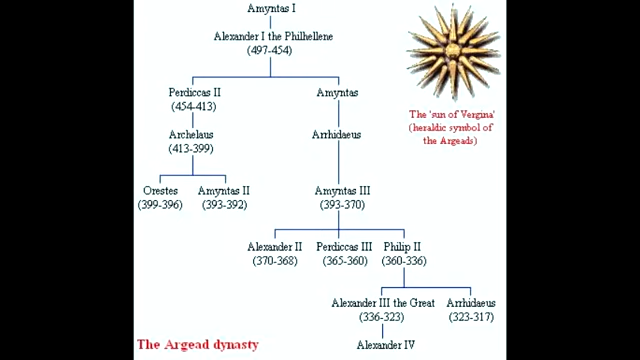 Amyntas I
Alexander I the Philhellene
(497-454)
Perdiccas II
(454-413)
Amyntas
The 'sun of Vergina'
(heraldic symbol of
the Argeads)
Archelaus
(413-399)
Arrhidaeus
Orestes
(399-396)
Amyntas II
(393-392)
Amyntas III
(393-370)
Alexander II
(370-368)
Perdiccas III
(365-360)
Philip II
(360-336)
Alexander III the Great
(336-323)
Arrhidaeus
(323-317)
The Argead dynasty
Alexander IV